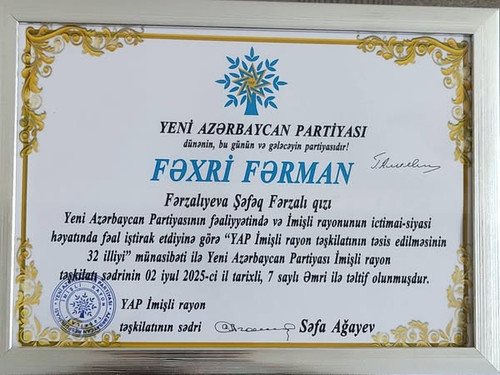 YENİ AZƏRBAYCAN PARTİYASI
dünənin, bu günün və gələcəyin partiyasıdır!
FƏXRİ FƏRMAN
Fərzalıyeva Şəfəq Fərzalı qızı
Yeni Azərbaycan Partiyasının fəaliyyətində və İmişli rayonunun ictimai-siyasi
həyatında fəal iştirak etdiyinə görə "YAP İmişli rayon təşkilatının təsis edilməsinin
32 illiyi" münasibəti ilə Yeni Azərbaycan Partiyası İmişli rayon
təşkilatı sədrinin 02 iyul 2025-ci il tarixli, 7 saylı Əmri ilə təltif olunmuşdur.
YAP İmişli rayon
təşkilatının sədri Səfa Ağayev